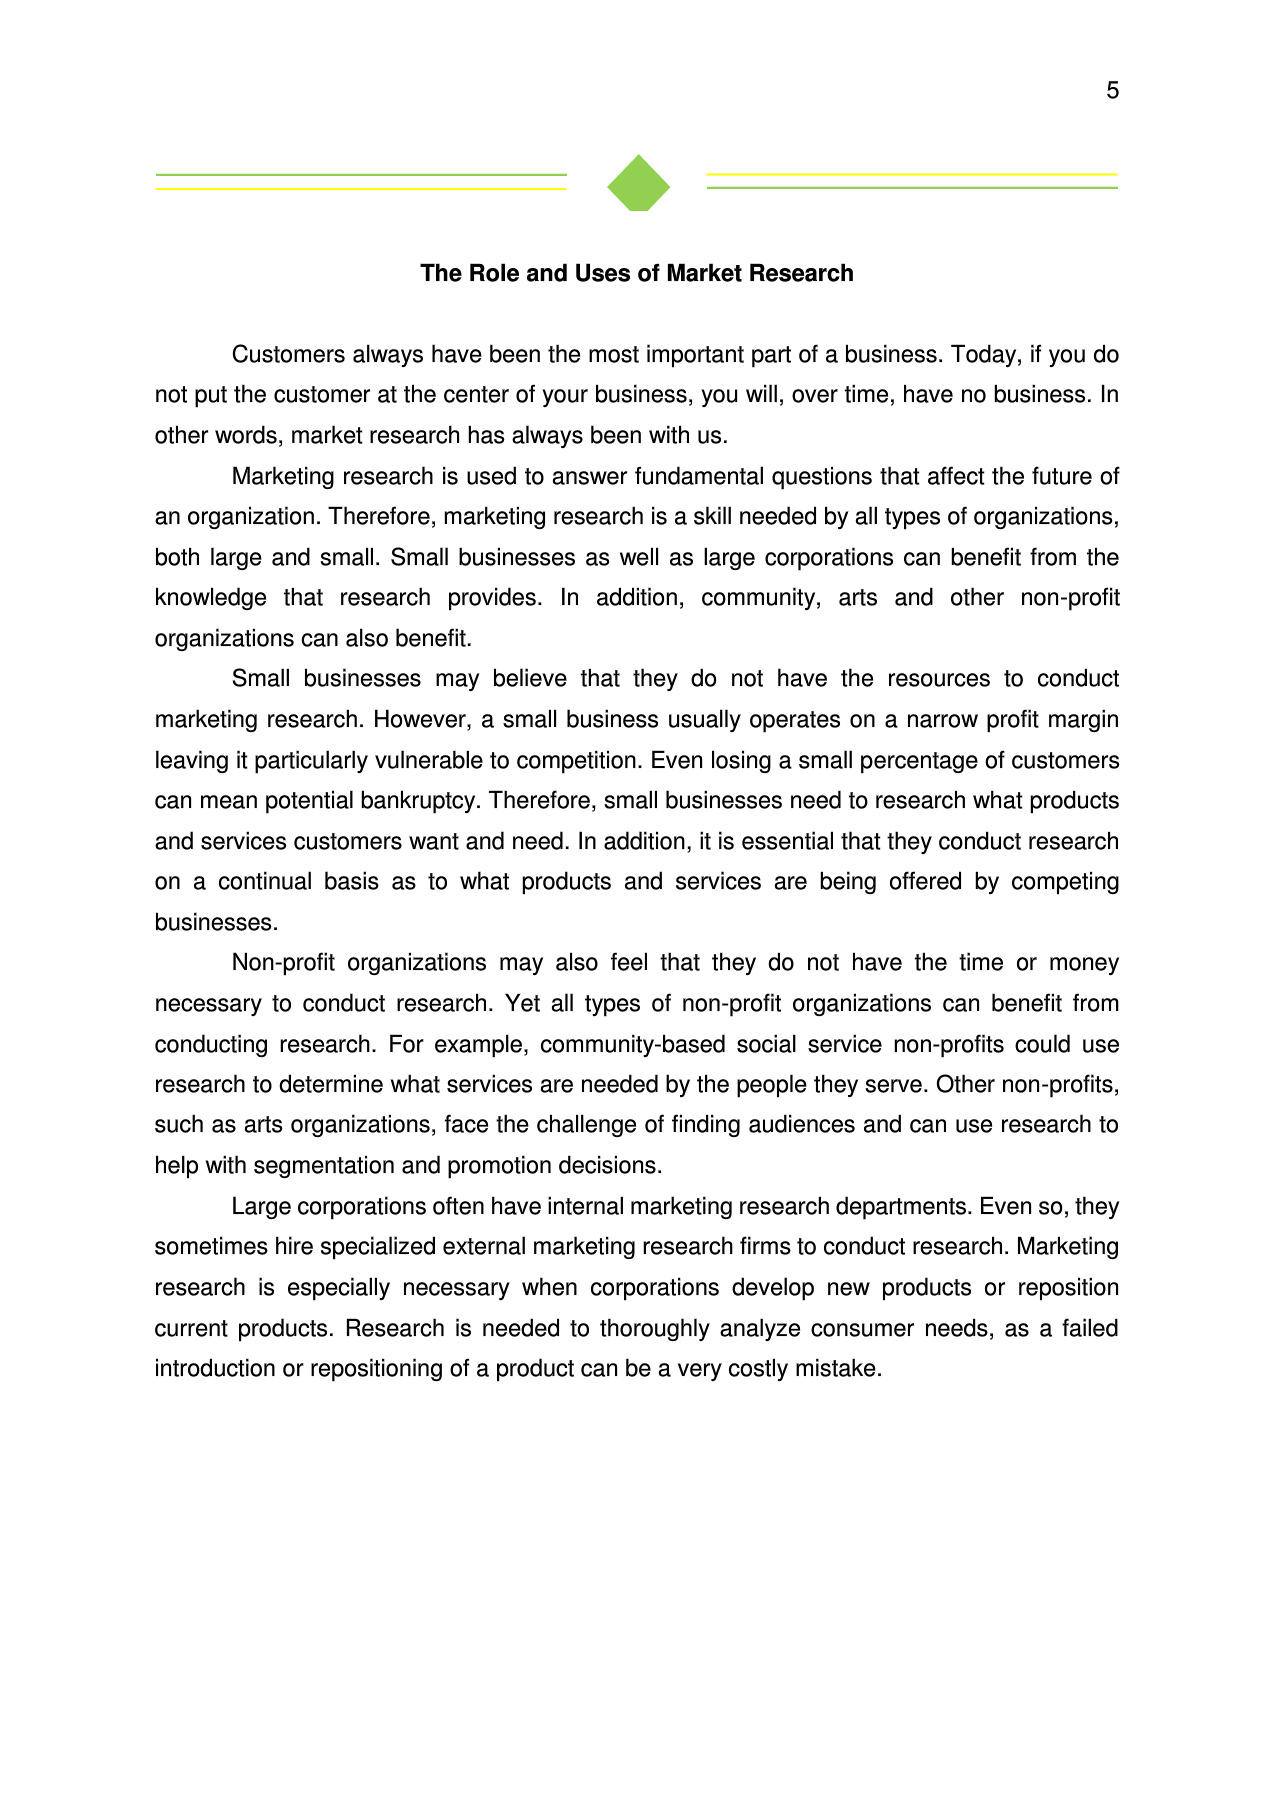 5
The Role and Uses of Market Research
Customers always have been the most important part of a business. Today, if you do
not put the customer at the center of your business, you will, over time, have no business. In
other words, market research has always been with us.
Marketing research is used to answer fundamental questions that affect the future of
an organization. Therefore, marketing research is a skill needed by all types of organizations,
both large and small. Small businesses as well as large corporations can benefit from the
knowledge that research provides. In addition, community, arts and other non-profit
organizations can also benefit.
Small businesses may believe that they do not have the resources to conduct
marketing research. However, a small business usually operates on a narrow profit margin
leaving it particularly vulnerable to competition. Even losing a small percentage of customers
can mean potential bankruptcy. Therefore, small businesses need to research what products
and services customers want and need. In addition, it is essential that they conduct research
on a continual basis as to what products and services are being offered by competing
businesses.
Non-profit organizations may also feel that they do not have the time or money
necessary to conduct research. Yet all types of non-profit organizations can benefit from
conducting research. For example, community-based social service non-profits could use
research to determine what services are needed by the people they serve. Other non-profits,
such as arts organizations, face the challenge of finding audiences and can use research to
help with segmentation and promotion decisions.
Large corporations often have internal marketing research departments. Even so, they
sometimes hire specialized external marketing research firms to conduct research. Marketing
research is especially necessary when corporations develop new products or reposition
current products. Research is needed to thoroughly analyze consumer needs, as a failed
introduction or repositioning of a product can be a very costly mistake.